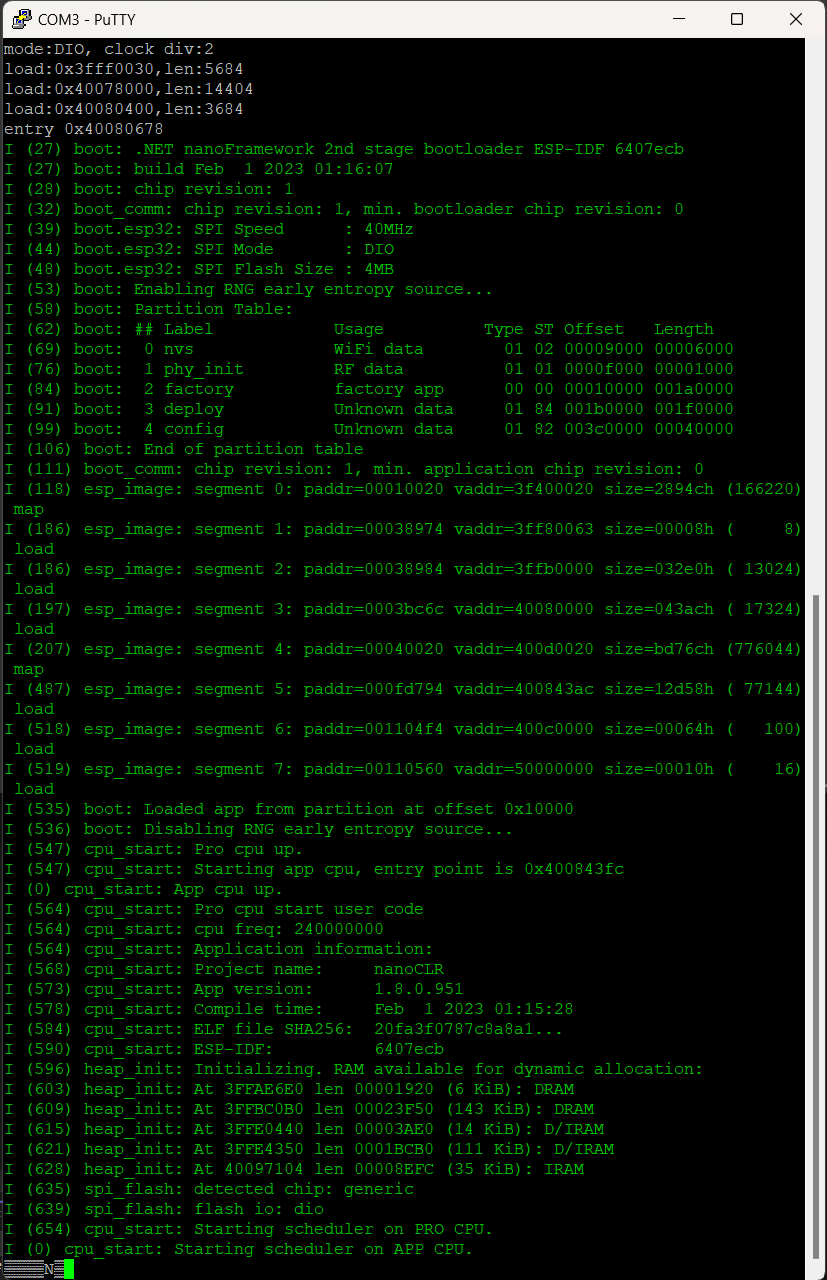 COM3 - PuTTY
mode:DIO, clock div:2
load:0x3fff0030,len:5684
load:0x40078000,len:14404
load:0x40080400,len:3684
entry 0x40080678
I (27) boot: .NET nanoFramework 2nd stage bootloader ESP-IDF 6407ecb
I (27) boot: build Feb  1 2023 01:16:07
I (28) boot: chip revision: 1
I (32) boot_comm: chip revision: 1, min. bootloader chip revision: 0
I (39) boot.esp32: SPI Speed      : 40MHz
I (44) boot.esp32: SPI Mode       : DIO
I (48) boot.esp32: SPI Flash Size : 4MB
I (53) boot: Enabling RNG early entropy source...
I (58) boot: Partition Table:
I (62) boot: ## Label            Usage          Type ST Offset   Length
I (69) boot:  0 nvs              WiFi data        01 02 00009000 00006000
I (76) boot:  1 phy_init         RF data          01 01 0000f000 00001000
I (84) boot:  2 factory          factory app      00 00 00010000 001a0000
I (91) boot:  3 deploy           Unknown data     01 84 001b0000 001f0000
I (99) boot:  4 config           Unknown data     01 82 003c0000 00040000
I (106) boot: End of partition table
I (111) boot_comm: chip revision: 1, min. application chip revision: 0
I (118) esp_image: segment 0: paddr=00010020 vaddr=3f400020 size=2894ch (166220)
 map
I (186) esp_image: segment 1: paddr=00038974 vaddr=3ff80063 size=00008h (     8)
 load
I (186) esp_image: segment 2: paddr=00038984 vaddr=3ffb0000 size=032e0h ( 13024)
 load
I (197) esp_image: segment 3: paddr=0003bc6c vaddr=40080000 size=043ach ( 17324)
 load
I (207) esp_image: segment 4: paddr=00040020 vaddr=400d0020 size=bd76ch (776044)
 map
I (487) esp_image: segment 5: paddr=000fd794 vaddr=400843ac size=12d58h ( 77144)
 load
I (518) esp_image: segment 6: paddr=001104f4 vaddr=400c0000 size=00064h (   100)
 load
I (519) esp_image: segment 7: paddr=00110560 vaddr=50000000 size=00010h (    16)
 load
I (535) boot: Loaded app from partition at offset 0x10000
I (536) boot: Disabling RNG early entropy source...
I (547) cpu_start: Pro cpu up.
I (547) cpu_start: Starting app cpu, entry point is 0x400843fc
I (0) cpu_start: App cpu up.
I (564) cpu_start: Pro cpu start user code
I (564) cpu_start: cpu freq: 240000000
I (564) cpu_start: Application information:
I (568) cpu_start: Project name:     nanoCLR
I (573) cpu_start: App version:      1.8.0.951
I (578) cpu_start: Compile time:     Feb  1 2023 01:15:28
I (584) cpu_start: ELF file SHA256:  20fa3f0787c8a8a1...
I (590) cpu_start: ESP-IDF:          6407ecb
I (596) heap_init: Initializing. RAM available for dynamic allocation:
I (603) heap_init: At 3FFAE6E0 len 00001920 (6 KiB): DRAM
I (609) heap_init: At 3FFBC0B0 len 00023F50 (143 KiB): DRAM
I (615) heap_init: At 3FFE0440 len 00003AE0 (14 KiB): D/IRAM
I (621) heap_init: At 3FFE4350 len 0001BCB0 (111 KiB): D/IRAM
I (628) heap_init: At 40097104 len 00008EFC (35 KiB): IRAM
I (635) spi_flash: detected chip: generic
I (639) spi_flash: flash io: dio
I (654) cpu_start: Starting scheduler on PRO CPU.
I (0) cpu_start: Starting scheduler on APP CPU.
▒▒▒▒N▒